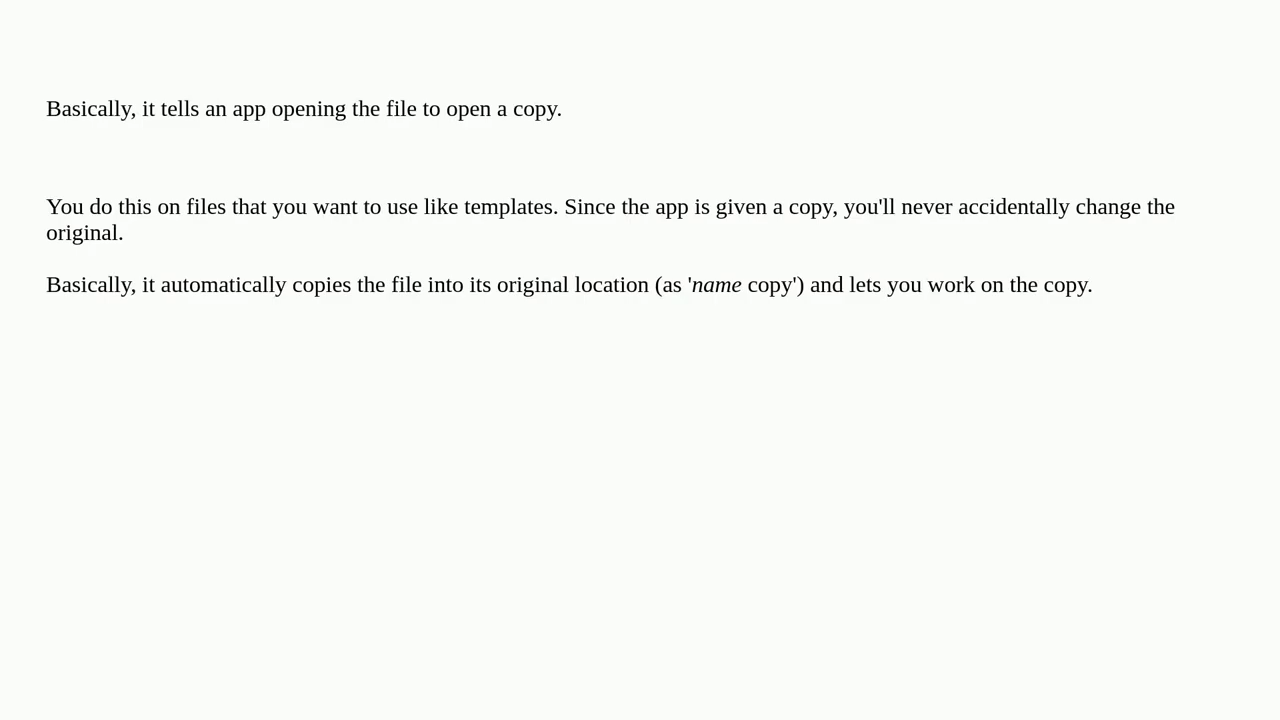 Basically, it tells an app opening the file to open a copy.
You do this on files that you want to use like templates. Since the app is given a copy, you'll never accidentally change the
original.
Basically, it automatically copies the file into its original location (as 'name copy') and lets you work on the copy.